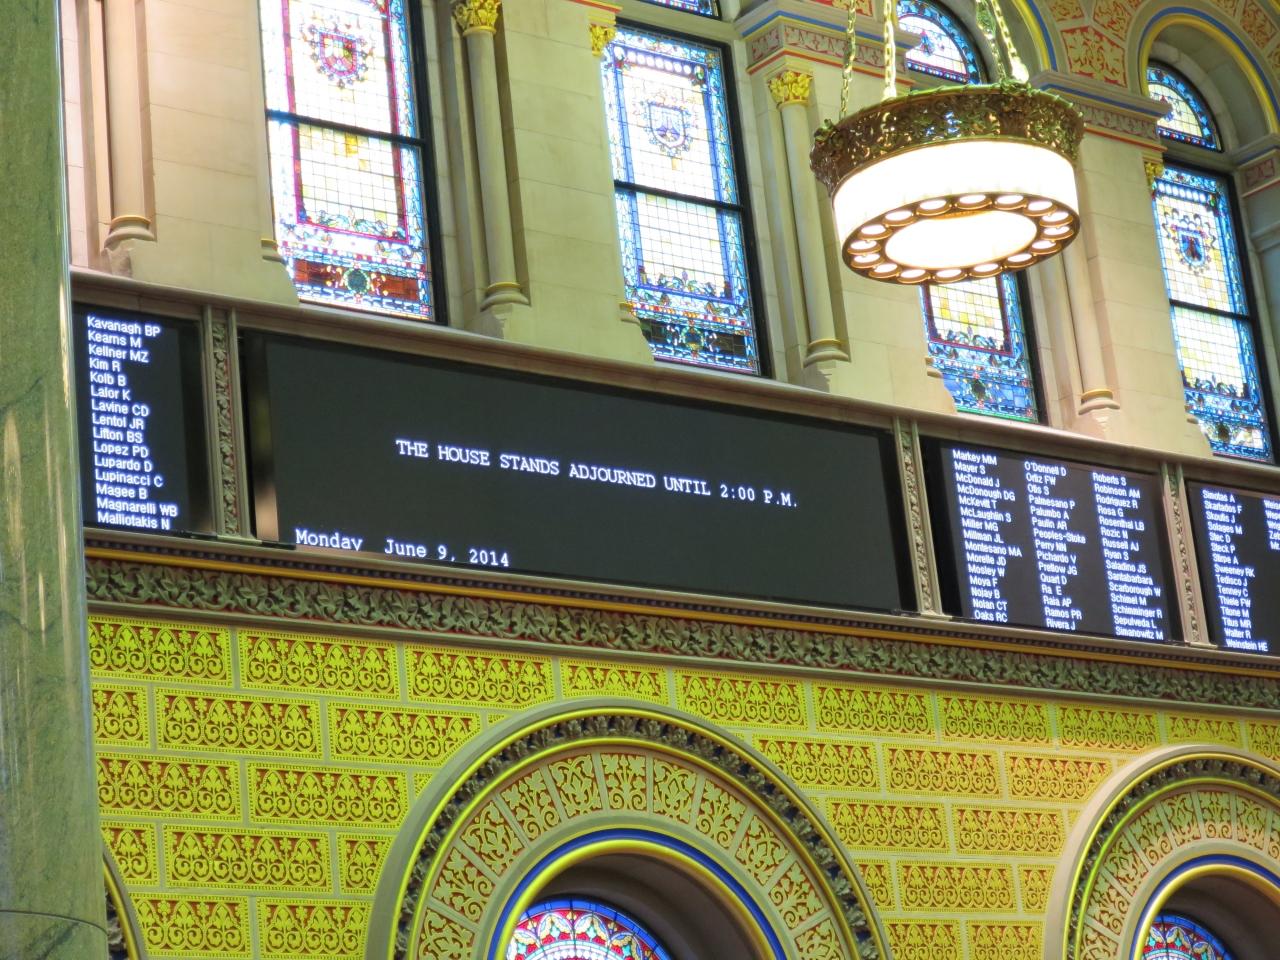 Kavanagh BP
Kearns M
Kellner MZ
Kim R
Kolb B
Lalor K
Lavine CD
Lentol JR
Lifton BS
Lopez PD
Lupardo D
Lupinacci C
Magee B
Magnarelli WB
Malliotakis N
THE HOUSE STANDS ADJOURNED UNTIL 2:00 P.M.
Monday June 9, 2014
Markey MM
Mayer S
McDonald J
McDonough DG
McKevitt T
McLaughlin S
Miller MG
Millman JL
Montesano MA
Morelle JD
Mosley W
Moya F
Nojay B
Nolan CT
Oaks RC
O'Donnell D
Ortiz FW
Otis S
Palmesano P
Palumbo A
Paulin AR
Peoples-Stoke
Perry NN
Pichardo V
Pretlow JG
Quart D
Ra E
Raia AP
Ramos PR
Rivera J
Roberts S
Robinson AM
Rodriguez R
Rosa G
Rosenthal LB
Rozic N
Russell AJ
Ryan S
Saladino JS
Santabarbara
Scarborough W
Schimel M
Schimminger R
Sepulveda L
Simanowitz M
Simotas A
Skartados F
Skoufis J
Solages M
Stec D
Steck P
Stirpe A
Sweeney RK
Tedisco J
Tenney C
Thiele FW
Titone M
Titus MR
Walter R
Weinstein HE